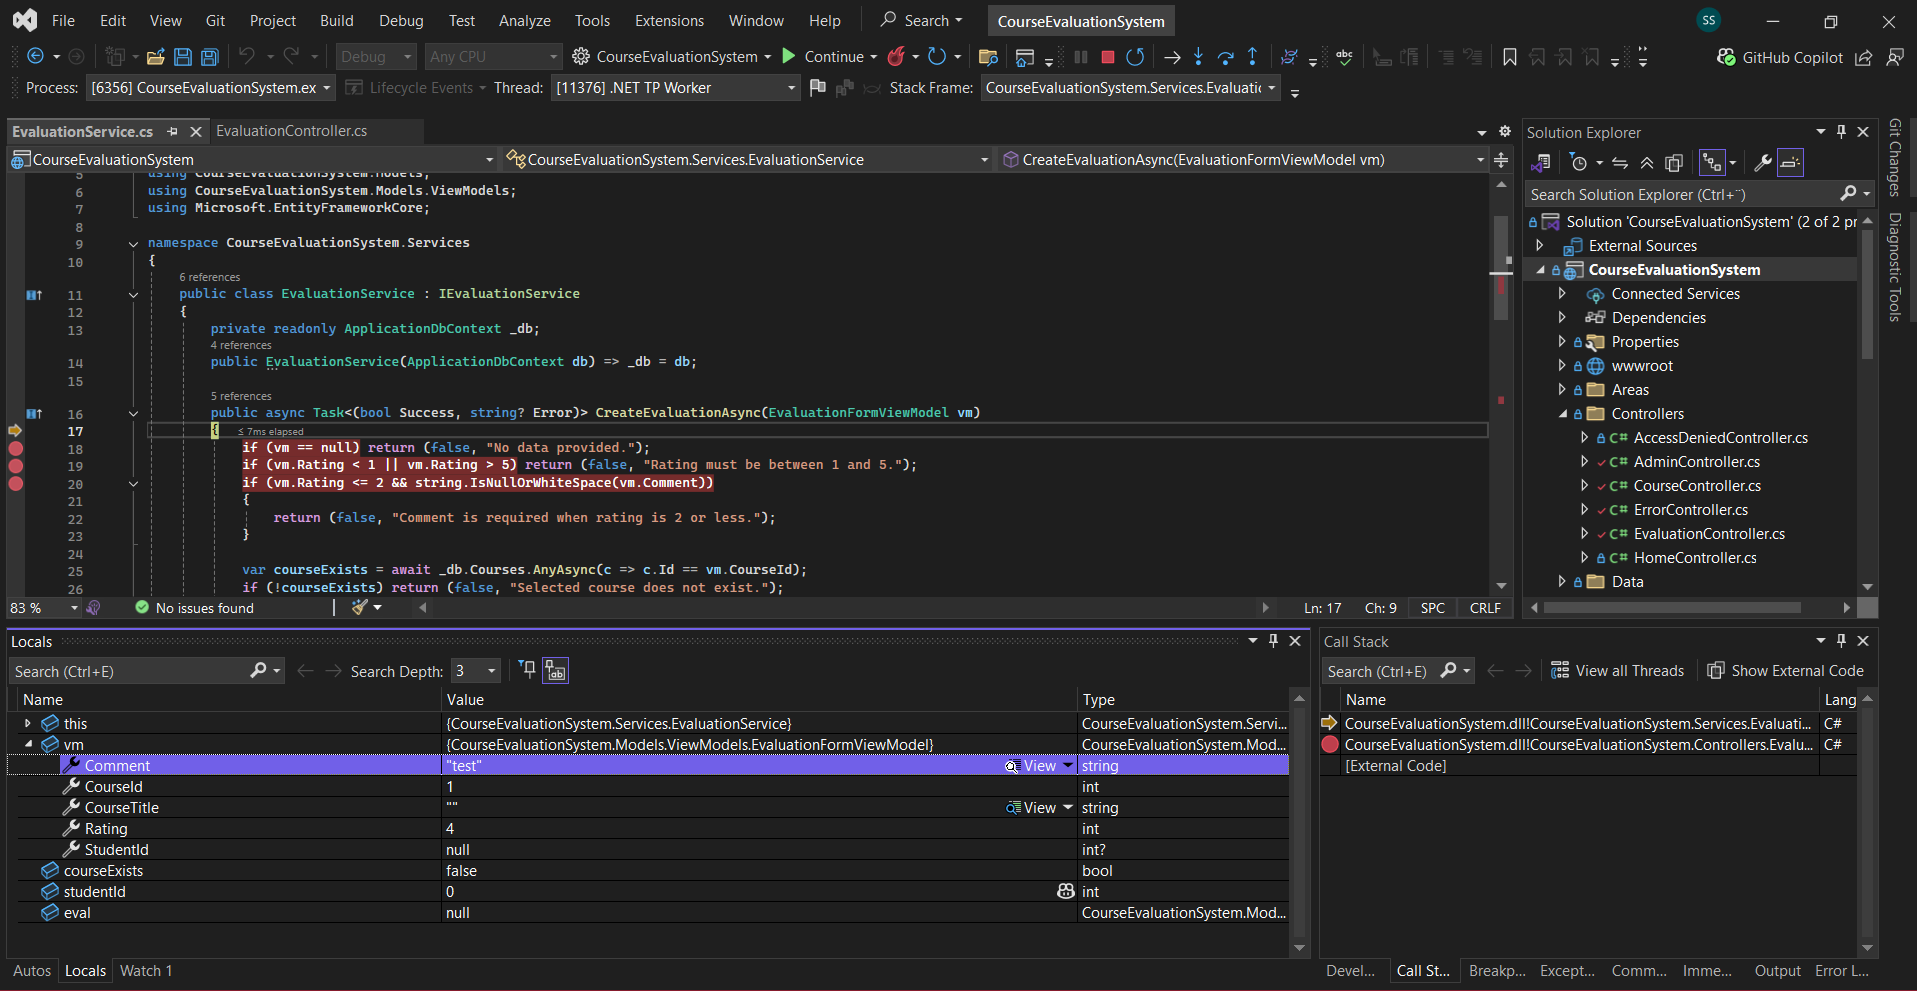 File Edit View Git Project Build Debug Test Analyze Tools Extensions Window Help Search CourseEvaluationSystem SS
Debug Any CPU CourseEvaluationSystem Continue abc GitHub Copilot
Process: [6356] CourseEvaluationSystem.ex Lifecycle Events Thread: [11376] .NET TP Worker Stack Frame: CourseEvaluationSystem.Services.Evaluatic
EvaluationService.cs EvaluationController.cs
CourseEvaluationSystem CourseEvaluationSystem.Services.EvaluationService CreateEvaluationAsync(EvaluationFormViewModel vm)
5 using CourseEvaluationSystem.Models;
6 using CourseEvaluationSystem.Models.ViewModels;
7 using Microsoft.EntityFrameworkCore;
8
9 namespace CourseEvaluationSystem.Services
10 {
6 references
11 public class EvaluationService : IEvaluationService
12 {
13 private readonly ApplicationDbContext _db;
4 references
14 public EvaluationService(ApplicationDbContext db) => _db = db;
15
5 references
16 public async Task<(bool Success, string? Error)> CreateEvaluationAsync(EvaluationFormViewModel vm)
17 { ≤ 7ms elapsed
18 if (vm == null) return (false, "No data provided.");
19 if (vm.Rating < 1 || vm.Rating > 5) return (false, "Rating must be between 1 and 5.");
20 if (vm.Rating <= 2 && string.IsNullOrWhiteSpace(vm.Comment))
21 {
22 return (false, "Comment is required when rating is 2 or less.");
23 }
24
25 var courseExists = await _db.Courses.AnyAsync(c => c.Id == vm.CourseId);
26 if (!courseExists) return (false, "Selected course does not exist.");
83 % No issues found Ln: 17 Ch: 9 SPC CRLF
Solution Explorer
Search Solution Explorer (Ctrl+¨)
Solution 'CourseEvaluationSystem' (2 of 2 pr
External Sources
CourseEvaluationSystem
Connected Services
Dependencies
Properties
wwwroot
Areas
Controllers
C# AccessDeniedController.cs
C# AdminController.cs
C# CourseController.cs
C# ErrorController.cs
C# EvaluationController.cs
C# HomeController.cs
Data
Git Changes
Diagnostic Tools
Locals
Search (Ctrl+E) Search Depth: 3
Name Value Type
this {CourseEvaluationSystem.Services.EvaluationService} CourseEvaluationSystem.Servi...
vm {CourseEvaluationSystem.Models.ViewModels.EvaluationFormViewModel} CourseEvaluationSystem.Mod...
Comment "test" View string
CourseId 1 int
CourseTitle "" View string
Rating 4 int
StudentId null int?
courseExists false bool
studentId 0 int
eval null CourseEvaluationSystem.Mod...
Autos Locals Watch 1
Call Stack
Search (Ctrl+E) View all Threads Show External Code
Name Lang
CourseEvaluationSystem.dll!CourseEvaluationSystem.Services.Evaluati... C#
CourseEvaluationSystem.dll!CourseEvaluationSystem.Controllers.Evalu... C#
[External Code]
Devel... Call St... Breakp... Except... Comm... Imme... Output Error L...